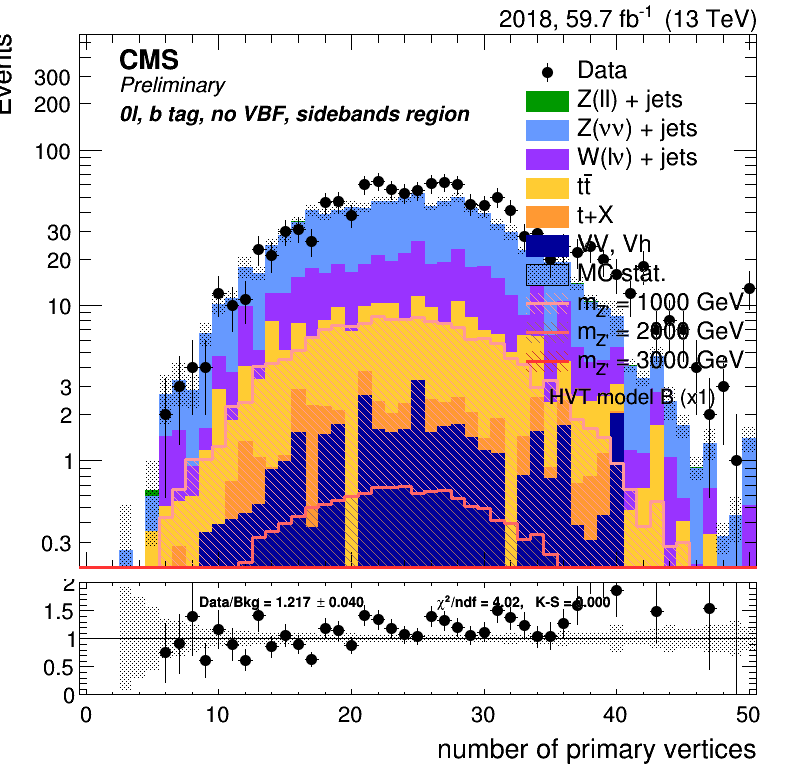 2018, 59.7 fb⁻¹ (13 TeV)
Events
CMS
Preliminary
0l, b tag, no VBF, sidebands region
Data
Z(ll) + jets
Z(νν) + jets
W(lν) + jets
tt̄
t+X
VV, Vh
MC stat.
m_Z' = 1000 GeV
m_Z' = 2000 GeV
m_Z' = 3000 GeV
HVT model B (x1)
300
200
100
30
20
10
3
2
1
0.3
Data/Bkg = 1.217 ± 0.040
χ²/ndf = 4.02, K-S = 0.000
2
1.5
1
0.5
0
0 10 20 30 40 50
number of primary vertices